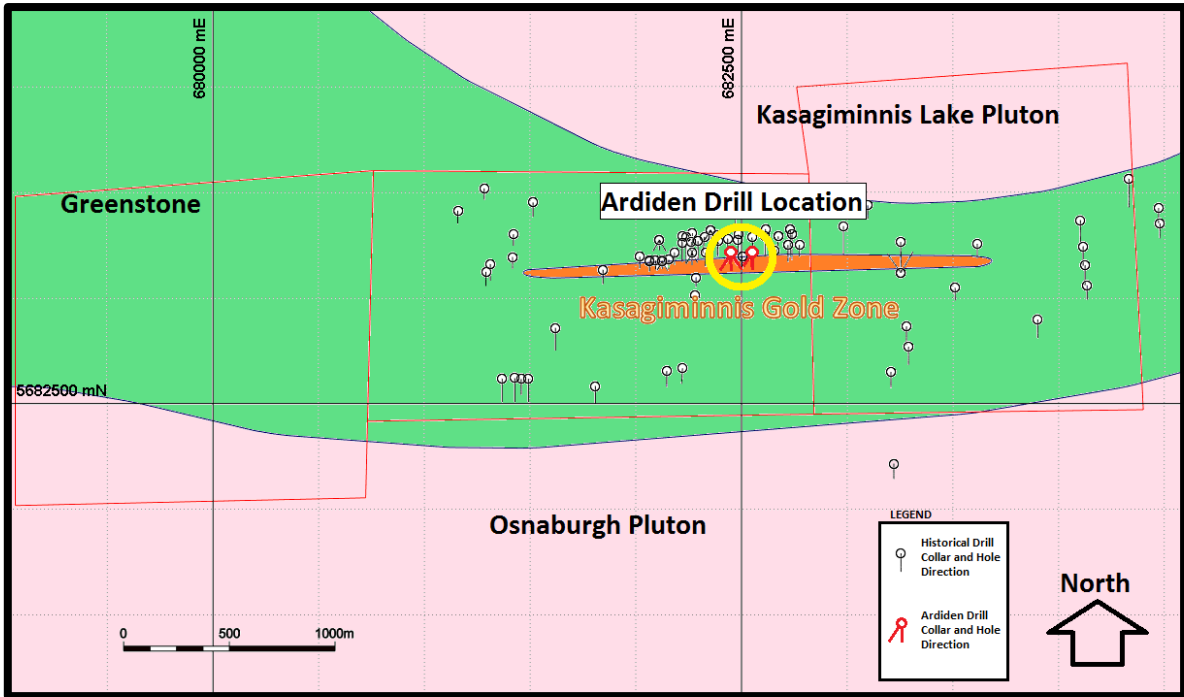 680000 mE
682500 mE
Kasagiminnis Lake Pluton
Greenstone
Ardiden Drill Location
Kasagiminnis Gold Zone
5682500 mN
Osnaburgh Pluton
LEGEND
Historical Drill
Collar and Hole
Direction
Ardiden Drill
Collar and Hole
Direction
North
0 500 1000m